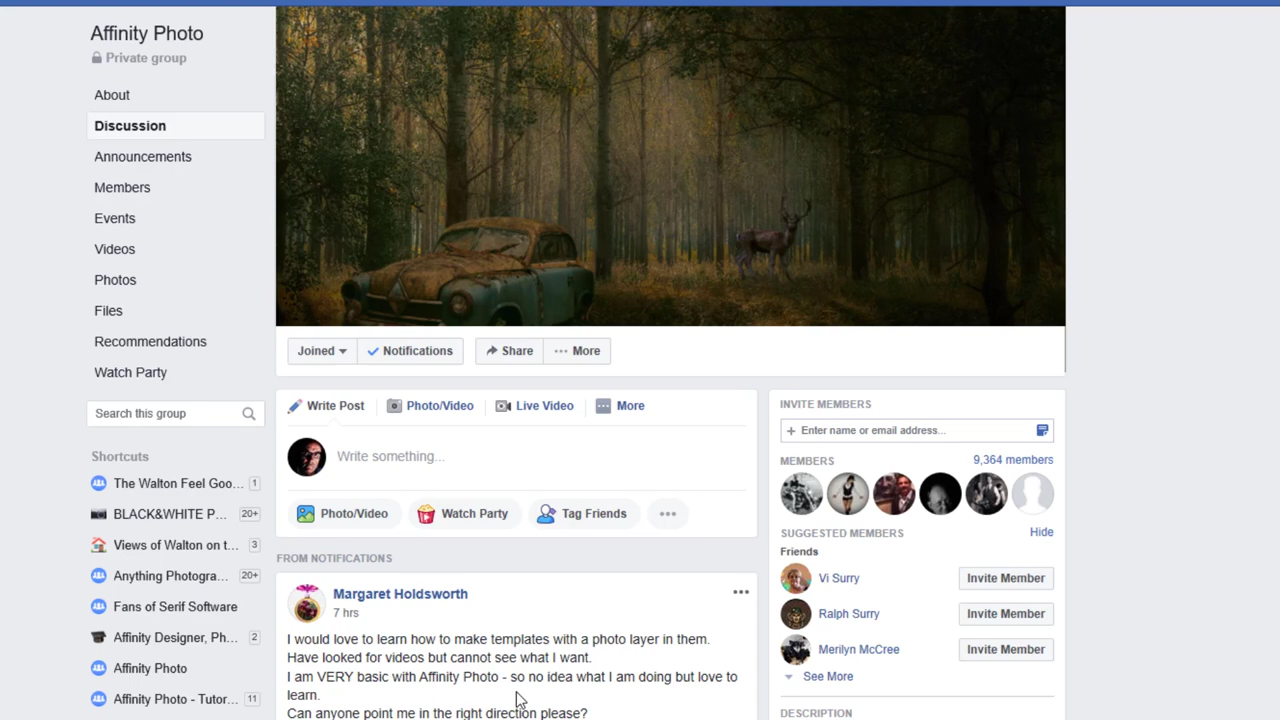 Affinity Photo
Private group
About
Discussion
Announcements
Members
Events
Videos
Photos
Files
Recommendations
Watch Party
Search this group
Shortcuts
The Walton Feel Goo... 1
BLACK&WHITE P... 20+
Views of Walton on t... 3
Anything Photogra... 20+
Fans of Serif Software
Affinity Designer, Ph... 2
Affinity Photo
Affinity Photo - Tutor... 11
Joined Notifications Share ··· More
Write Post Photo/Video Live Video More
Write something...
Photo/Video Watch Party Tag Friends
FROM NOTIFICATIONS
Margaret Holdsworth
7 hrs
I would love to learn how to make templates with a photo layer in them.
Have looked for videos but cannot see what I want.
I am VERY basic with Affinity Photo - so no idea what I am doing but love to
learn.
Can anyone point me in the right direction please?
INVITE MEMBERS
+ Enter name or email address...
MEMBERS 9,364 members
SUGGESTED MEMBERS Hide
Friends
Vi Surry Invite Member
Ralph Surry Invite Member
Merilyn McCree Invite Member
See More
DESCRIPTION